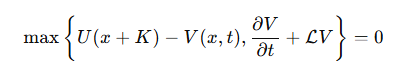 max { U(x + K) − V(x, t), ∂V/∂t + ℒV } = 0